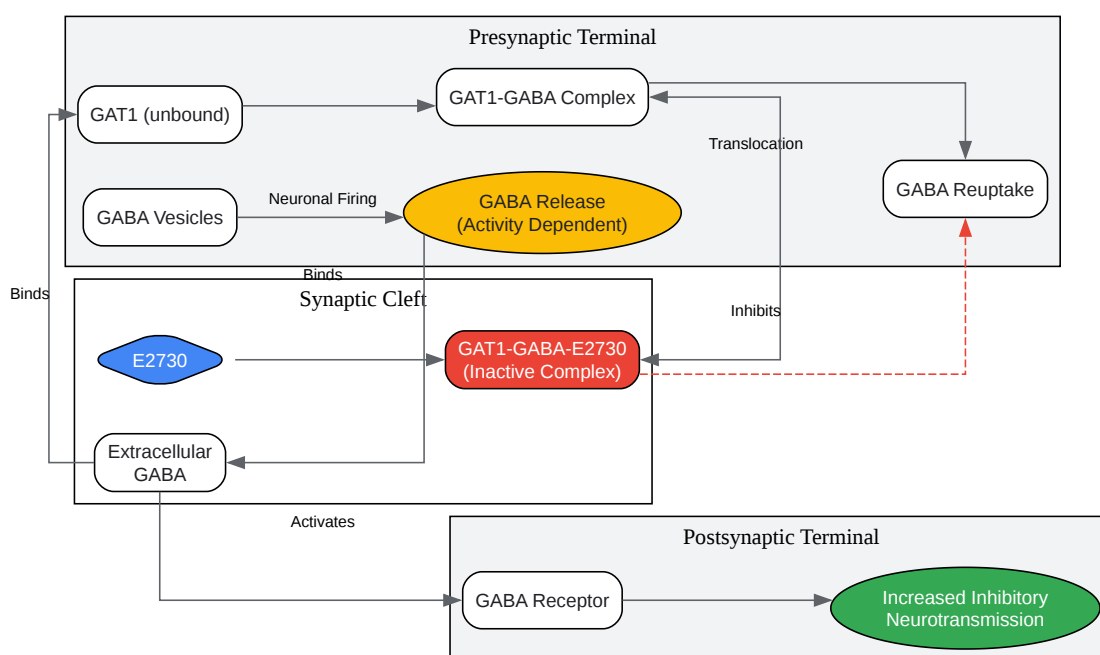 Presynaptic Terminal
GAT1 (unbound)
GAT1-GABA Complex
Translocation
GABA Vesicles
Neuronal Firing
GABA Release
(Activity Dependent)
GABA Reuptake
Binds
Binds
Synaptic Cleft
Inhibits
E2730
GAT1-GABA-E2730
(Inactive Complex)
Extracellular
GABA
Activates
Postsynaptic Terminal
GABA Receptor
Increased Inhibitory
Neurotransmission